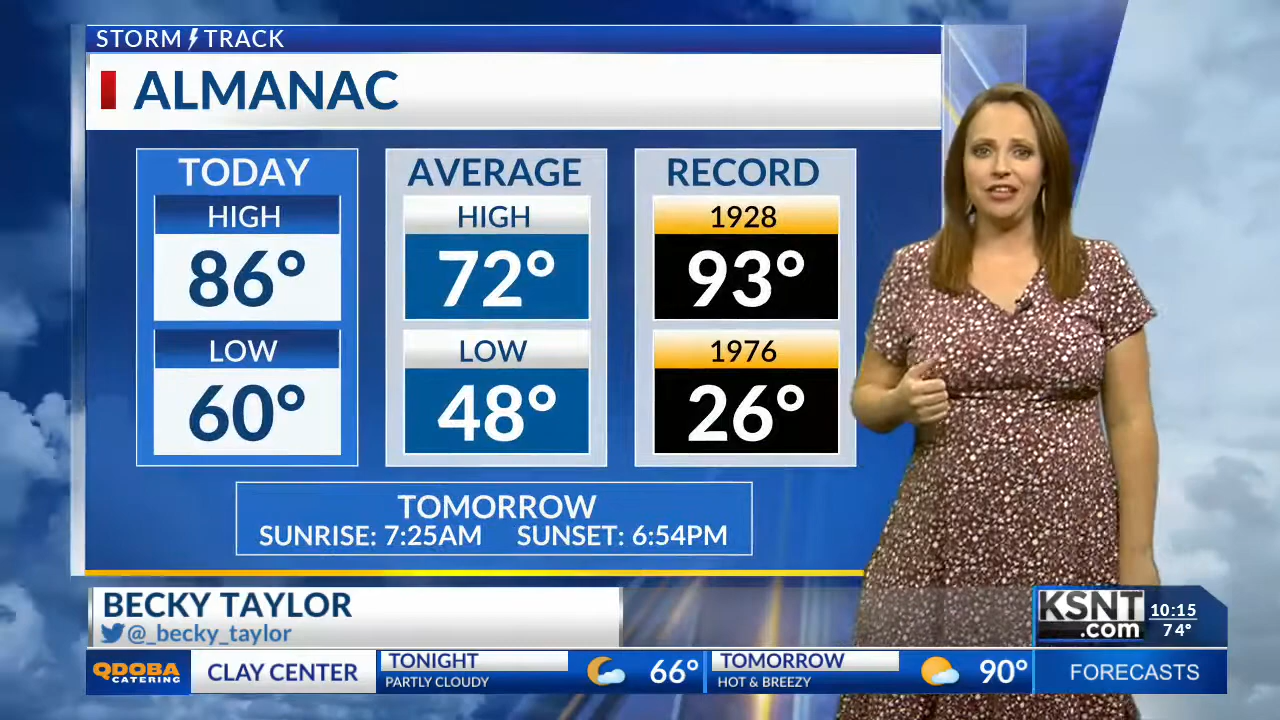 STORM TRACK
ALMANAC
TODAY
HIGH
86°
LOW
60°
AVERAGE
HIGH
72°
LOW
48°
RECORD
1928
93°
1976
26°
TOMORROW
SUNRISE: 7:25AM SUNSET: 6:54PM
BECKY TAYLOR
@_becky_taylor
KSNT
.com
10:15
74°
QDOBA
CATERING
CLAY CENTER
TONIGHT
PARTLY CLOUDY
66°
TOMORROW
HOT & BREEZY
90°
FORECASTS